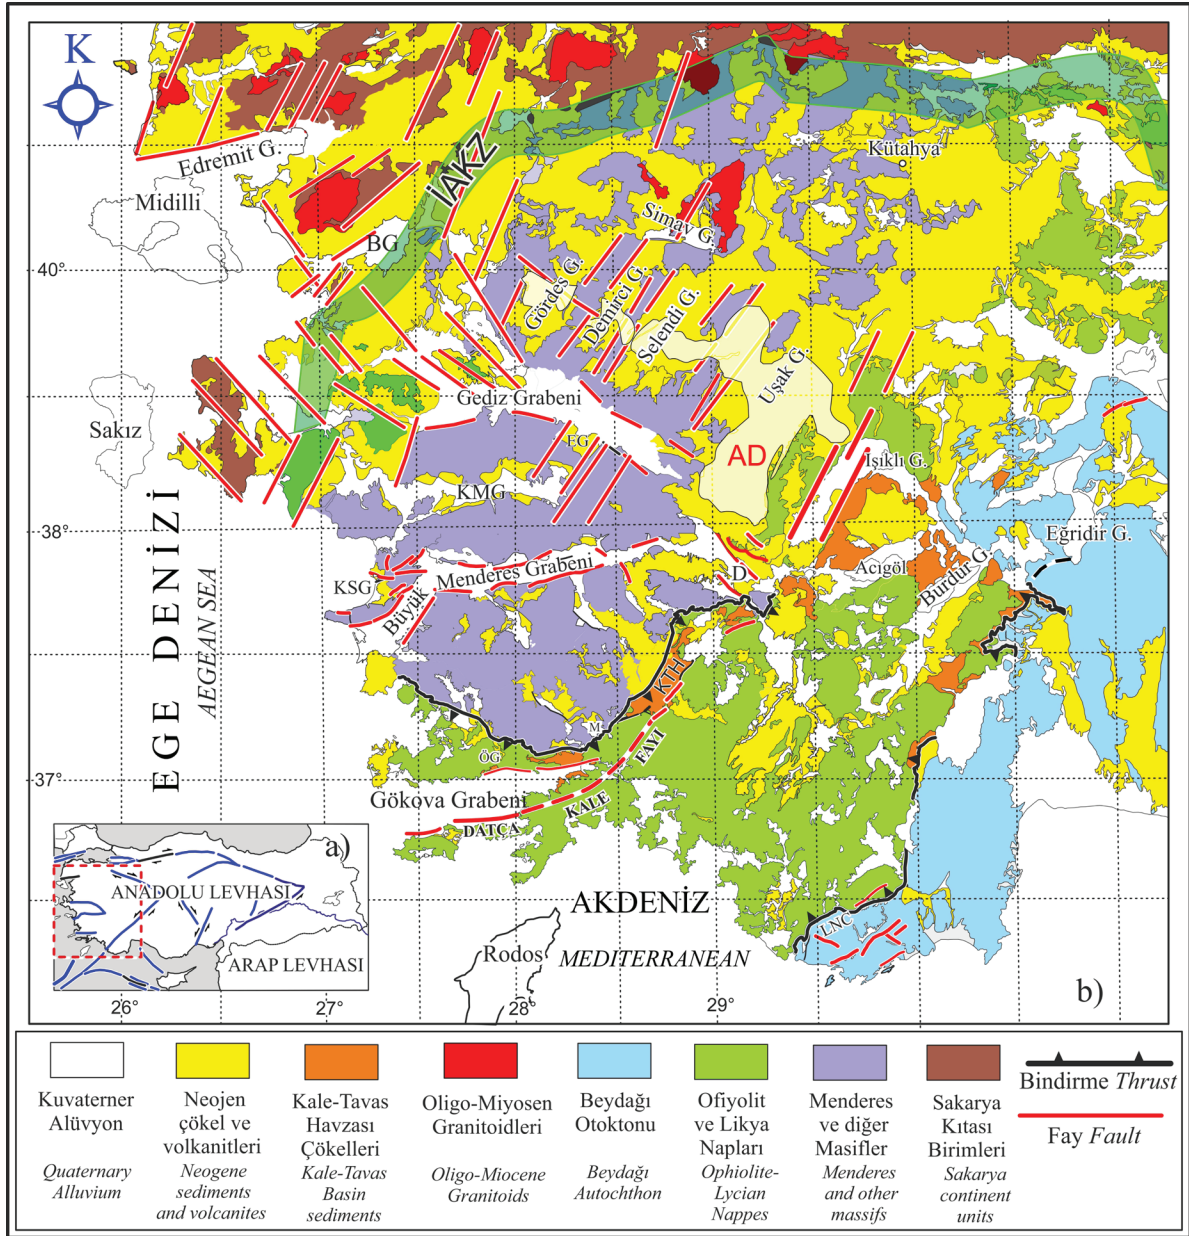 K
Edremit G.
Midilli
İAKZ
Kütahya
BG
Simav G.
40°
Gördes G.
Demirci G.
Selendi G.
Uşak G.
Gediz Grabeni
Sakız
EG
AD
Işıklı G.
KMG
EGE DENİZİ
AEGEAN SEA
38°
Eğridir G.
Menderes Grabeni
Büyük
KSG
D
Acıgöl
Burdur G.
KTH
M
ÖG
37°
Gökova Grabeni
DATÇA
KALE
FAYI
a)
ANADOLU LEVHASI
ARAP LEVHASI
AKDENİZ
MEDITERRANEAN
Rodos
LNC
b)
26°
27°
28°
29°
Kuvaterner
Alüvyon
Quaternary
Alluvium
Neojen
çökel ve
volkanitleri
Neogene
sediments
and volcanites
Kale-Tavas
Havzası
Çökelleri
Kale-Tavas
Basin
sediments
Oligo-Miyosen
Granitoidleri
Oligo-Miocene
Granitoids
Beydağı
Otoktonu
Beydağı
Autochthon
Ofiyolit
ve Likya
Napları
Ophiolite-
Lycian
Nappes
Menderes
ve diğer
Masifler
Menderes
and other
massifs
Sakarya
Kıtası
Birimleri
Sakarya
continent
units
Bindirme Thrust
Fay Fault